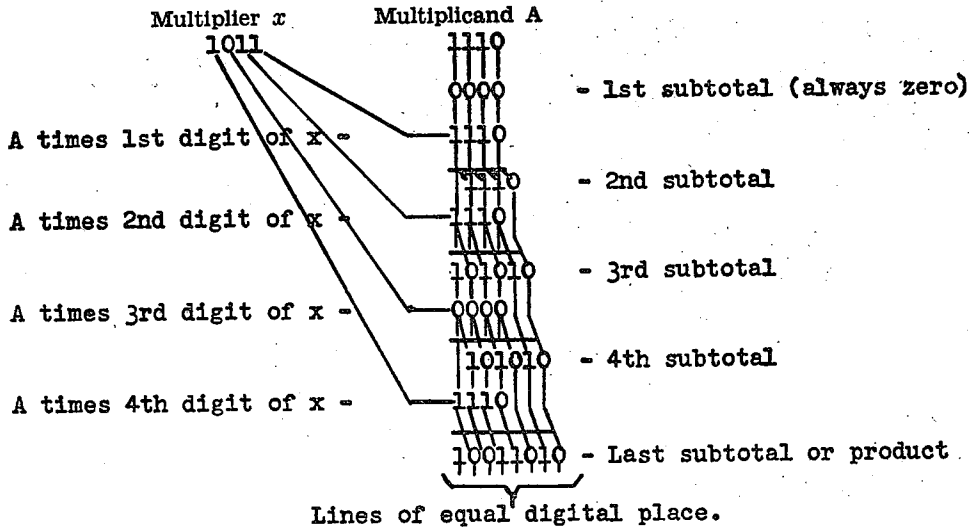 Multiplier x Multiplicand A
1011 1110
0000 - 1st subtotal (always zero)
A times 1st digit of x - 1110
1110 - 2nd subtotal
A times 2nd digit of x - 1110
101010 - 3rd subtotal
A times 3rd digit of x - 0000
101010 - 4th subtotal
A times 4th digit of x - 1110
10011010 - Last subtotal or product
Lines of equal digital place.